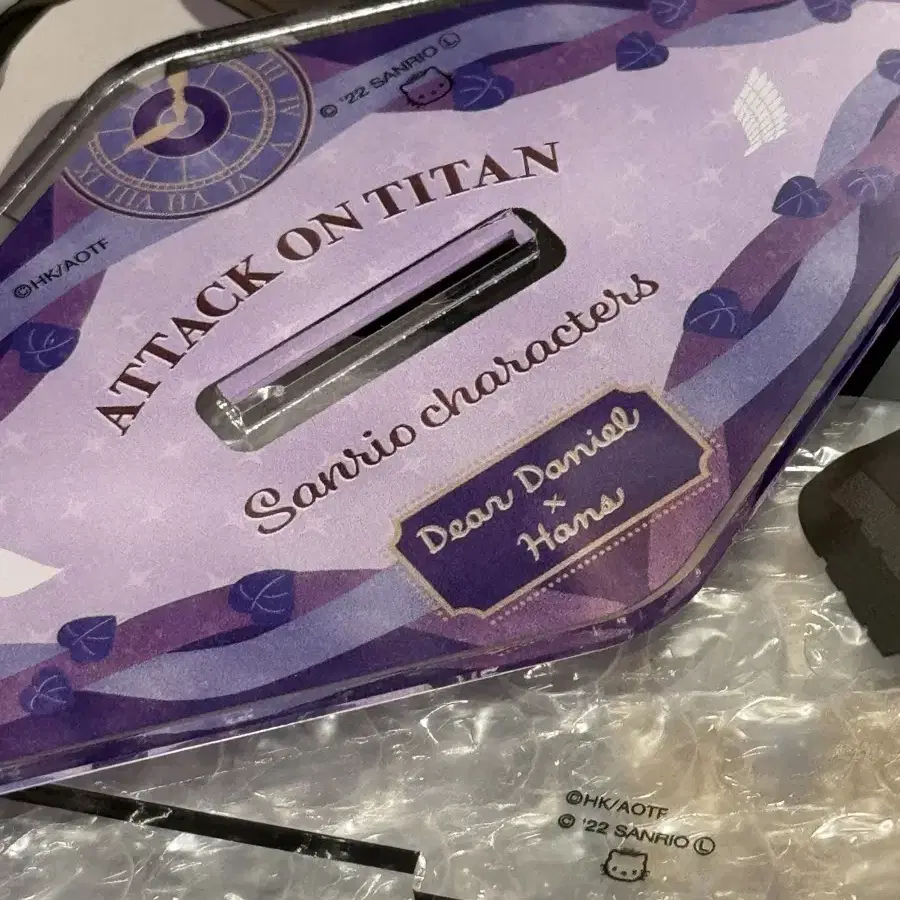 © '22 SANRIO Ⓛ
©HK/AOTF
ATTACK ON TITAN
Sanrio characters
Dear Daniel
×
Hans
©HK/AOTF
© '22 SANRIO Ⓛ